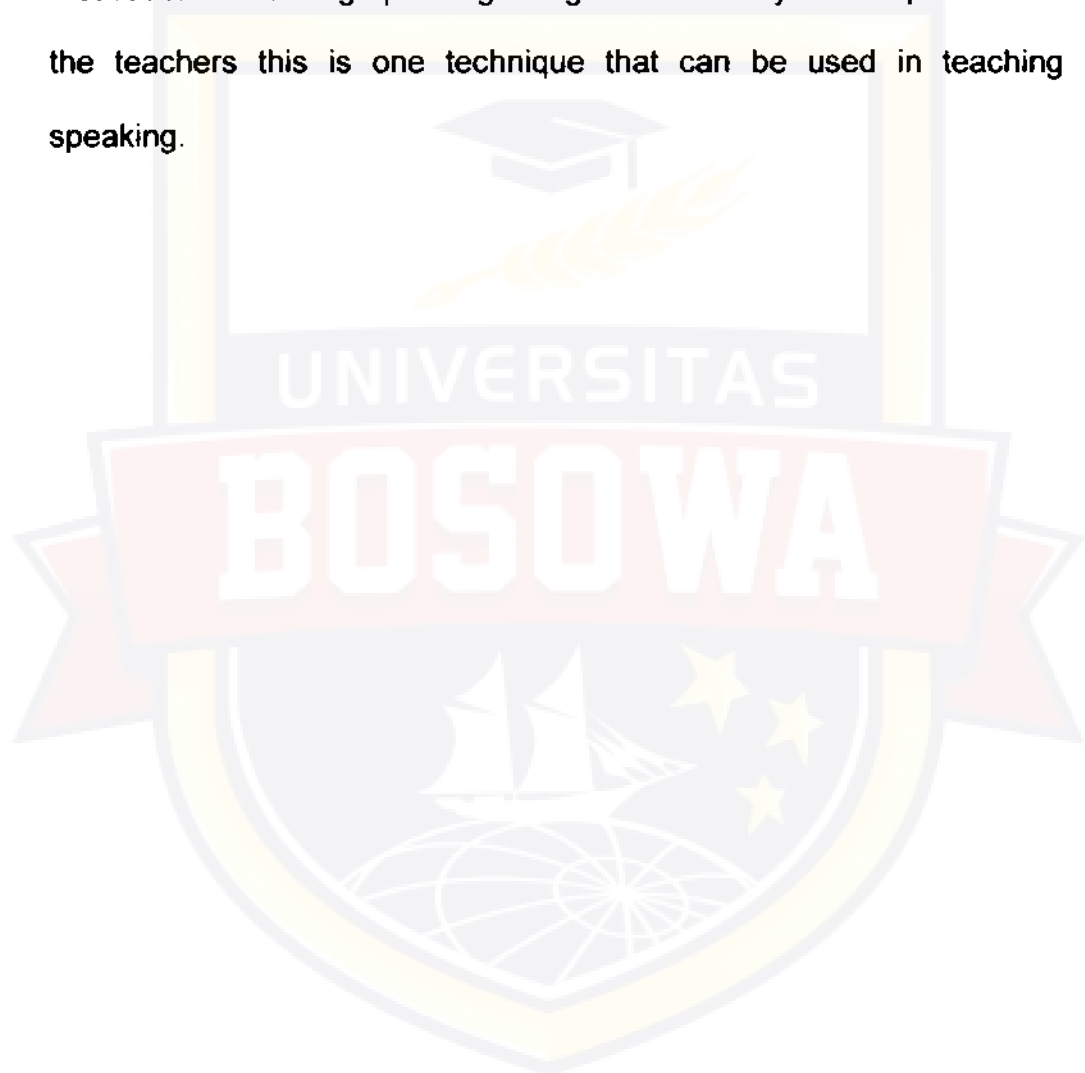 the teachers this is one technique that can be used in teaching
speaking.
UNIVERSITAS
BOSOWA